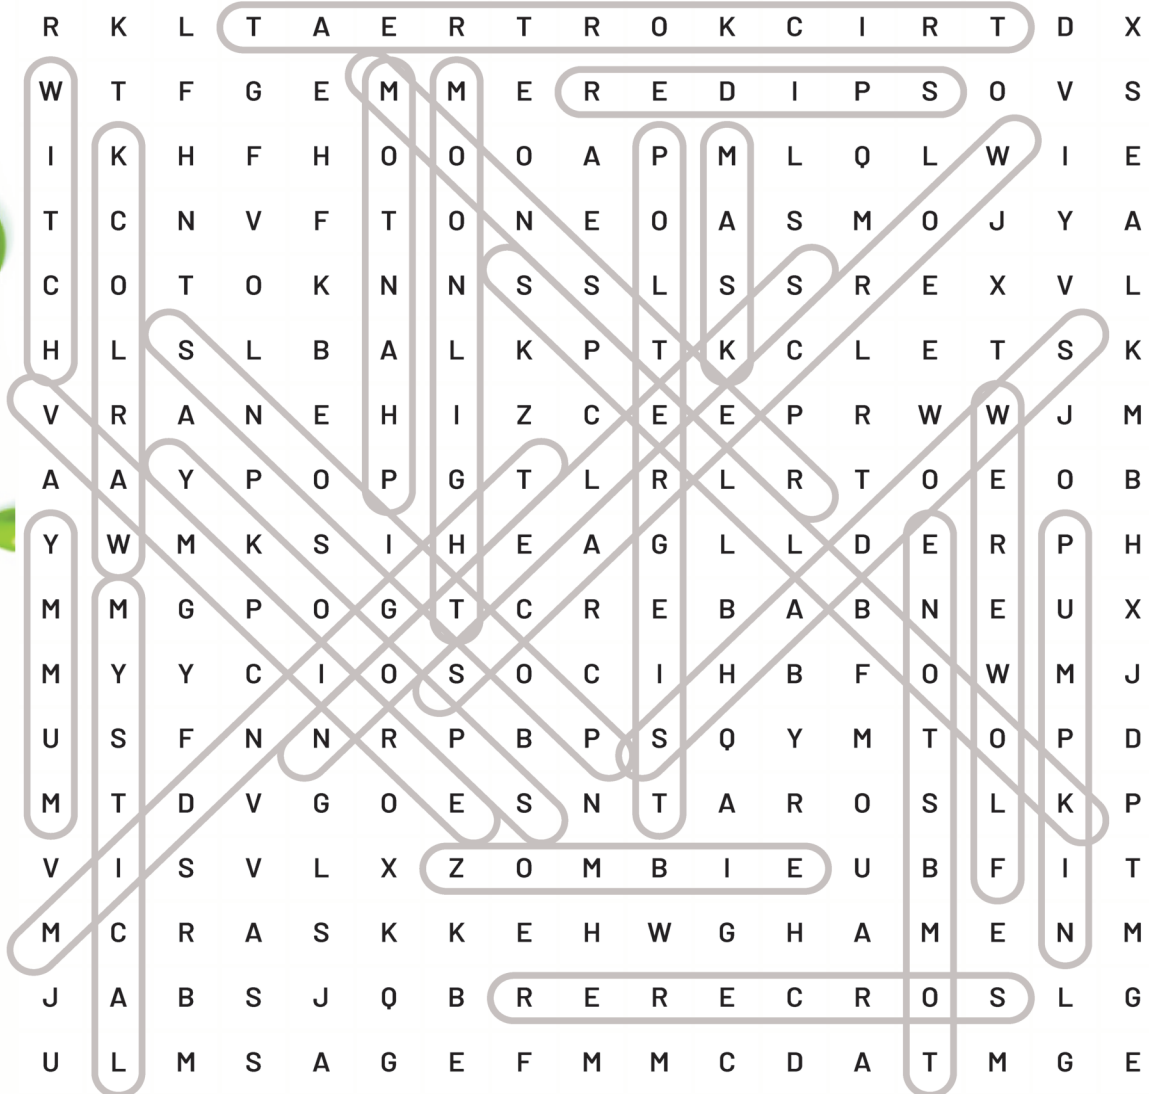 R K L T A E R T R O K C I R T D X
W T F G E M M E R E D I P S O V S
I K H F H O O O A P M L Q L W I E
T C N V F T O N E O A S M O J Y A
C O T O K N N S S L S S R E X V L
H L S L B A L K P T K C L E T S K
V R A N E H I Z C E E P R W W J M
A A Y P O P G T L R L R T O E O B
Y W M K S I H E A G L L D E R P H
M M G P O G T C R E B A B N E U X
M Y Y C I O S O C I H B F O W M J
U S F N N R P B P S Q Y M T O P D
M T D V G O E S N T A R O S L K P
V I S V L X Z O M B I E U B F I T
M C R A S K K E H W G H A M E N M
J A B S J Q B R E R E C R O S L G
U L M S A G E F M M C D A T M G E